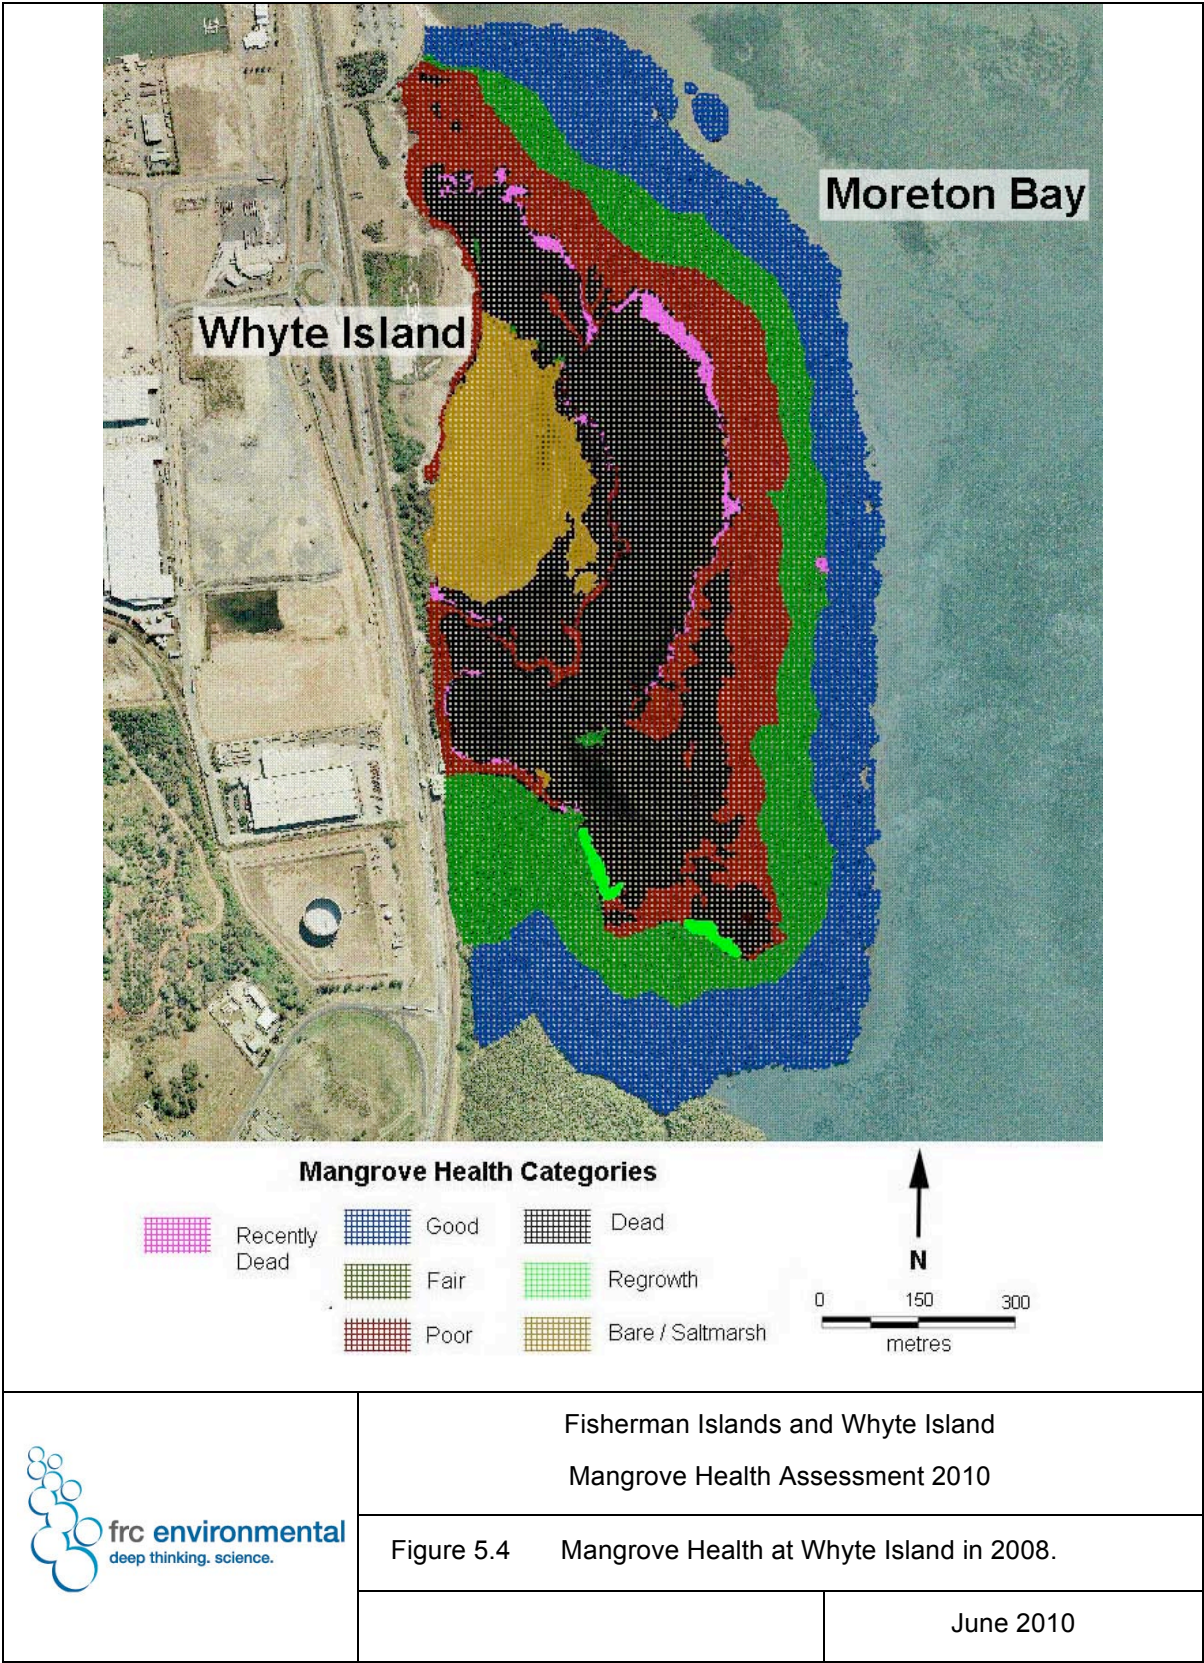 Moreton Bay
Whyte Island
Mangrove Health Categories
Recently
Dead
Good
Fair
Poor
Dead
Regrowth
Bare / Saltmarsh
N
0 150 300
metres
frc environmental
deep thinking. science.
Fisherman Islands and Whyte Island
Mangrove Health Assessment 2010
Figure 5.4 Mangrove Health at Whyte Island in 2008.
June 2010